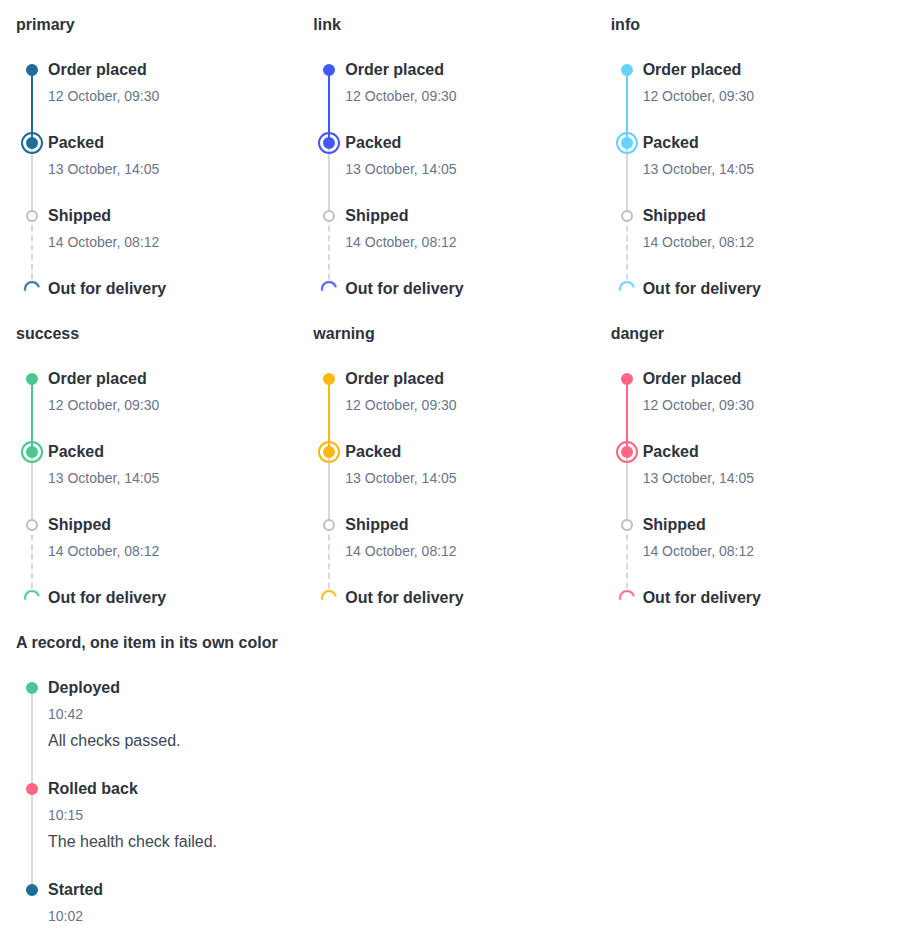 primary
Order placed
12 October, 09:30
Packed
13 October, 14:05
Shipped
14 October, 08:12
Out for delivery
link
Order placed
12 October, 09:30
Packed
13 October, 14:05
Shipped
14 October, 08:12
Out for delivery
info
Order placed
12 October, 09:30
Packed
13 October, 14:05
Shipped
14 October, 08:12
Out for delivery
success
Order placed
12 October, 09:30
Packed
13 October, 14:05
Shipped
14 October, 08:12
Out for delivery
warning
Order placed
12 October, 09:30
Packed
13 October, 14:05
Shipped
14 October, 08:12
Out for delivery
danger
Order placed
12 October, 09:30
Packed
13 October, 14:05
Shipped
14 October, 08:12
Out for delivery
A record, one item in its own color
Deployed
10:42
All checks passed.
Rolled back
10:15
The health check failed.
Started
10:02